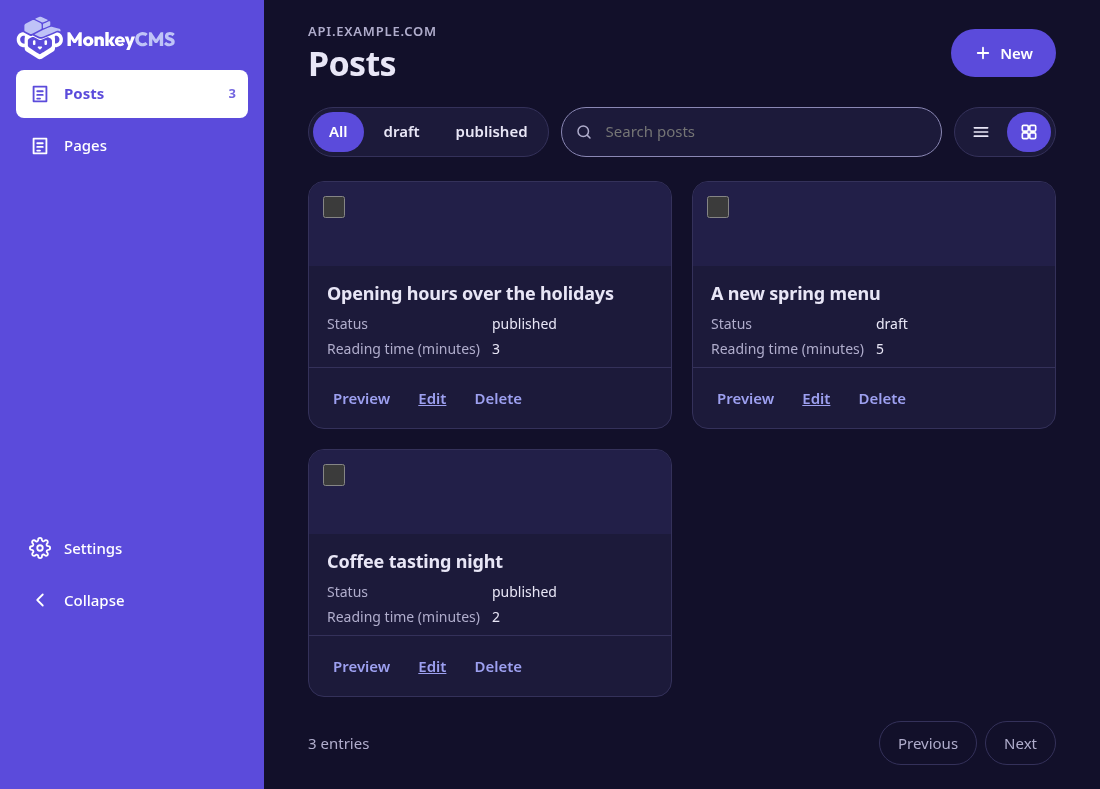 MonkeyCMS
Posts 3
Pages
Settings
Collapse
API.EXAMPLE.COM
Posts
New
All draft published
Search posts
Opening hours over the holidays
Status published
Reading time (minutes) 3
Preview Edit Delete
A new spring menu
Status draft
Reading time (minutes) 5
Preview Edit Delete
Coffee tasting night
Status published
Reading time (minutes) 2
Preview Edit Delete
3 entries
Previous Next